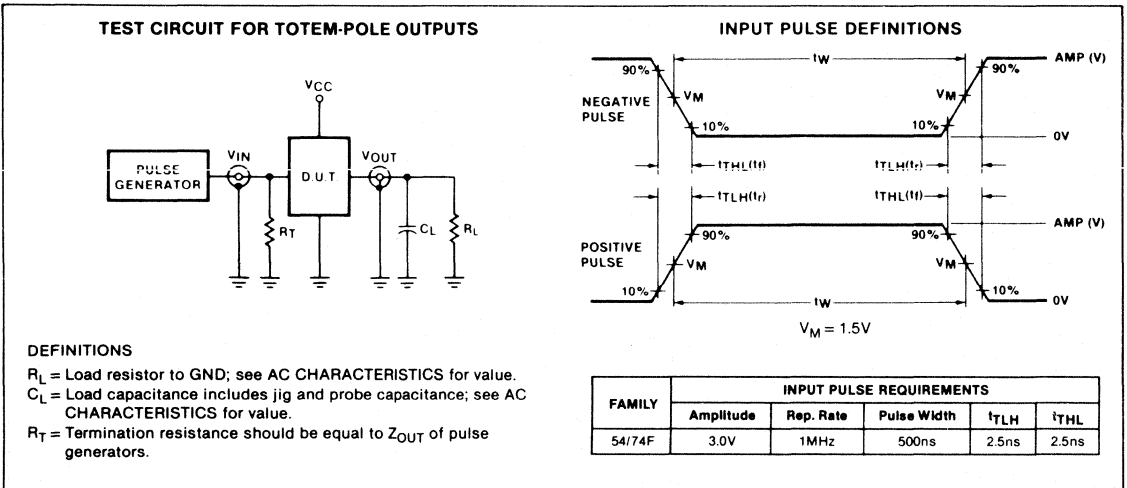 TEST CIRCUIT FOR TOTEM-POLE OUTPUTS
VCC
PULSE
GENERATOR
VIN
D.U.T
VOUT
RT
CL
RL
DEFINITIONS
RL = Load resistor to GND; see AC CHARACTERISTICS for value.
CL = Load capacitance includes jig and probe capacitance; see AC
CHARACTERISTICS for value.
RT = Termination resistance should be equal to ZOUT of pulse
generators.
INPUT PULSE DEFINITIONS
90%
tW
90%
AMP (V)
NEGATIVE
PULSE
VM
VM
10%
10%
0V
tTHL(tf)
tTLH(tr)
tTLH(tr)
tTHL(tf)
AMP (V)
POSITIVE
PULSE
90%
90%
VM
VM
10%
10%
tW
0V
VM = 1.5V
FAMILY
INPUT PULSE REQUIREMENTS
Amplitude Rep. Rate Pulse Width tTLH tTHL
54/74F 3.0V 1MHz 500ns 2.5ns 2.5ns